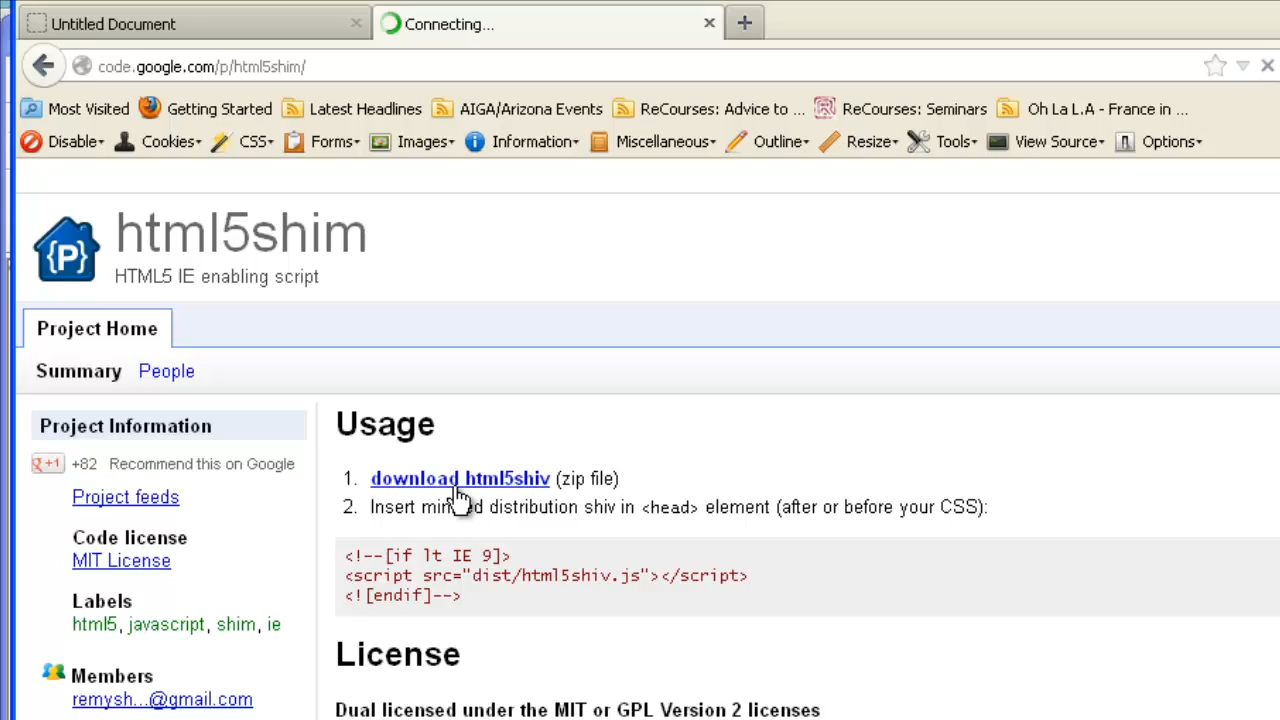 Untitled Document
Connecting...
code.google.com/p/html5shim/
Most Visited Getting Started Latest Headlines AIGA/Arizona Events ReCourses: Advice to ... ReCourses: Seminars Oh La L.A - France in ...
Disable Cookies CSS Forms Images Information Miscellaneous Outline Resize Tools View Source Options
{P}
html5shim
HTML5 IE enabling script
Project Home
Summary People
Project Information
g +1 +82 Recommend this on Google
Project feeds
Code license
MIT License
Labels
html5, javascript, shim, ie
Members
remysh...@gmail.com
Usage
1. download html5shiv (zip file)
2. Insert distribution shiv in <head> element (after or before your CSS):
<!--[if lt IE 9]>
<script src="dist/html5shiv.js"></script>
<![endif]-->
License
Dual licensed under the MIT or GPL Version 2 licenses